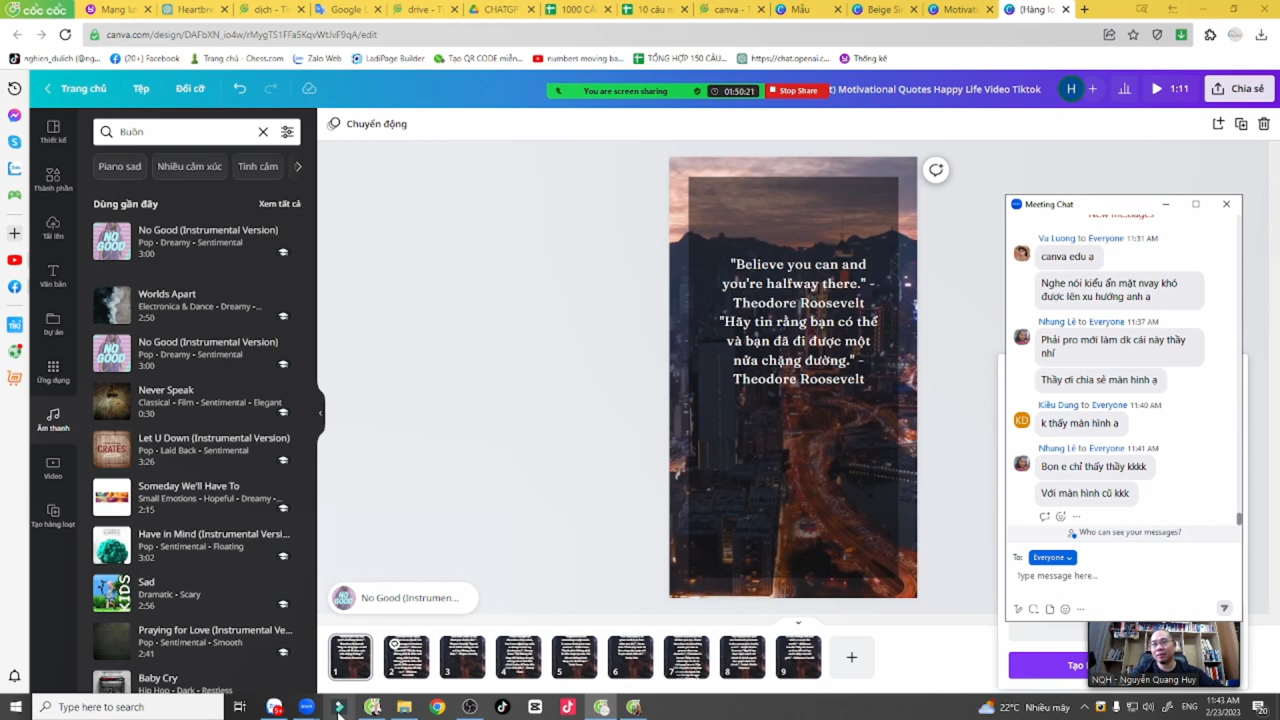 cốc cốc
Mạng lư
Heartbre
dịch - Ti
Google L
drive - T
CHATGP
1000 CÂ
10 câu n
canva - T
Mẫu
Beige Si
Motivati
(Hàng lo
canva.com/design/DAFbXN_io4w/rMygTS1FFa5KqvWtJvF9qA/edit
nghien_dulich (@ng...
(20+) Facebook
Trang chủ - Chess.com
Zalo Web
LadiPage Builder
Tạo QR CODE miễn...
numbers moving ba...
TỔNG HỢP 150 CÂU...
https://chat.openai.c...
Thống kê
Trang chủ
Tệp
Đổi cỡ
You are screen sharing
01:50:21
Stop Share
t) Motivational Quotes Happy Life Video Tiktok
H
1:11
Chia sẻ
Thiết kế
Thành phần
Tải lên
Văn bản
Dự án
Ứng dụng
Âm thanh
Video
Tạo hàng loạt
Buồn
Piano sad
Nhiều cảm xúc
Tình cảm
Dùng gần đây
Xem tất cả
No Good (Instrumental Version)
Pop • Dreamy • Sentimental
3:00
Worlds Apart
Electronica & Dance • Dreamy •...
2:50
No Good (Instrumental Version)
Pop • Dreamy • Sentimental
3:00
Never Speak
Classical • Film • Sentimental • Elegant
0:30
Let U Down (Instrumental Version)
Pop • Laid Back • Sentimental
3:26
Someday We'll Have To
Small Emotions • Hopeful • Dreamy •...
2:15
Have in Mind (Instrumental Versi...
Pop • Sentimental • Floating
3:02
Sad
Dramatic • Scary
2:56
Praying for Love (Instrumental Ve...
Pop • Sentimental • Smooth
2:41
Baby Cry
Hip Hop • Dark • Restless
Chuyển động
"Believe you can and
you're halfway there." -
Theodore Roosevelt
"Hãy tin rằng bạn có thể
và bạn đã đi được một
nửa chặng đường." -
Theodore Roosevelt
No Good (Instrumen...
1
2
3
4
5
6
7
8
9
Meeting Chat
New messages
Vu Luong to Everyone 11:31 AM
canva edu a
Nghe nói kiểu ẩn mặt nvay khó
được lên xu hướng anh a
Nhung Lê to Everyone 11:37 AM
Phải pro mới làm dk cái này thầy
nhỉ
Thầy ơi chia sẻ màn hình ạ
Kiều Dung to Everyone 11:40 AM
KD
k thấy màn hình a
Nhung Lê to Everyone 11:41 AM
Bọn e chỉ thấy thầy kkkk
Với màn hình cũ kkk
Who can see your messages?
To:
Everyone
Type message here...
Tạo
NQH - Nguyễn Quang Huy
Type here to search
22°C Nhiều mây
ENG
11:43 AM
2/23/2023
20